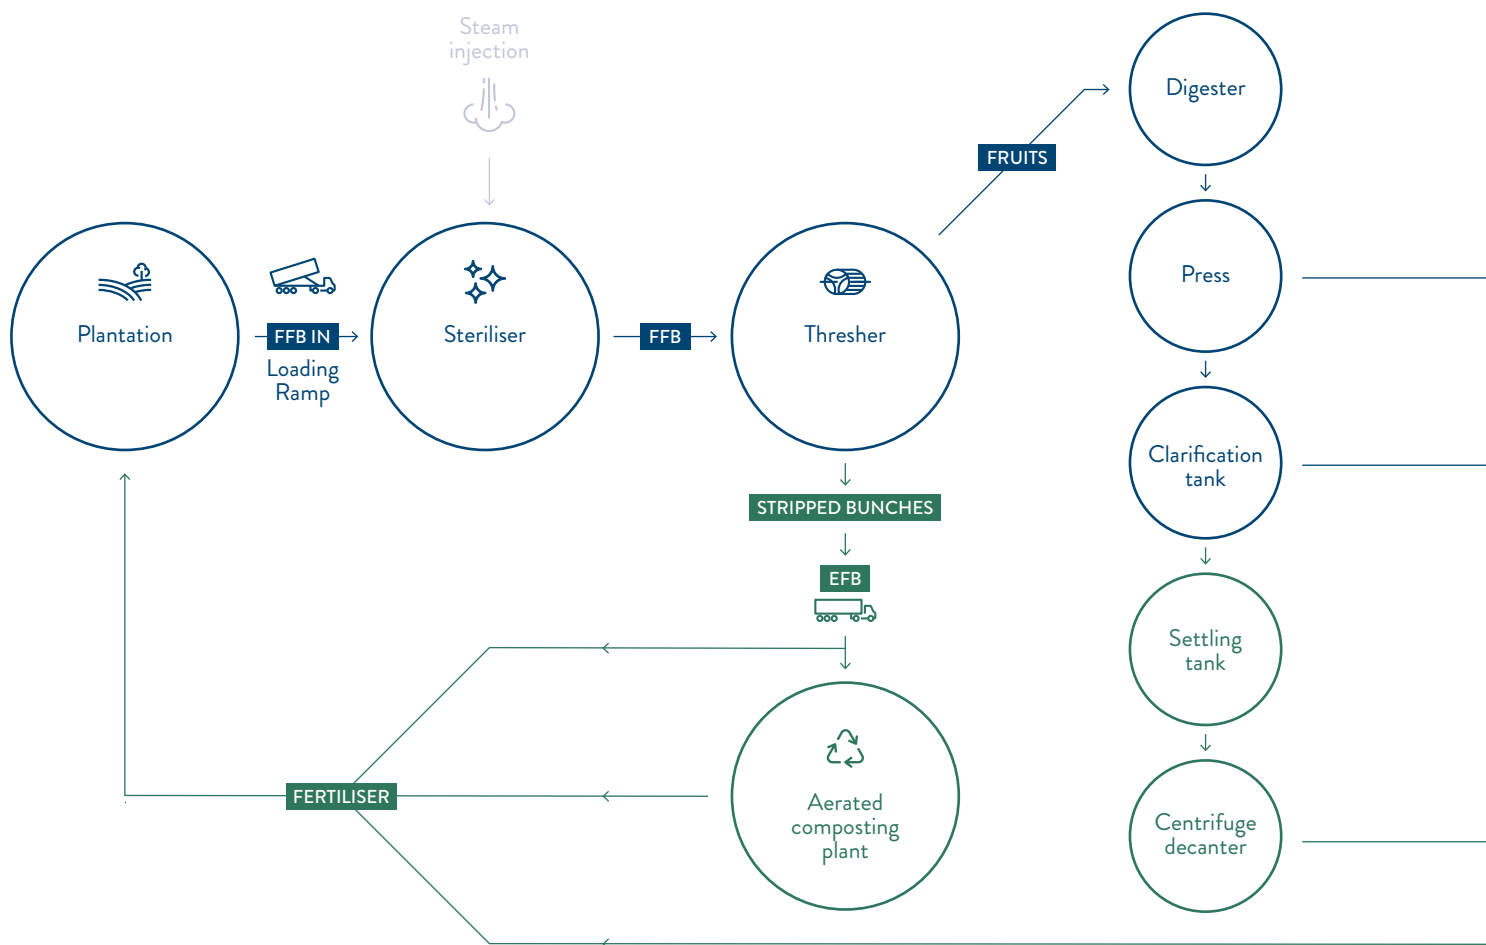 Steam
injection
Digester
FRUITS
Press
Plantation
FFB IN
Loading
Ramp
Steriliser
FFB
Thresher
Clarification
tank
STRIPPED BUNCHES
EFB
Settling
tank
FERTILISER
Aerated
composting
plant
Centrifuge
decanter